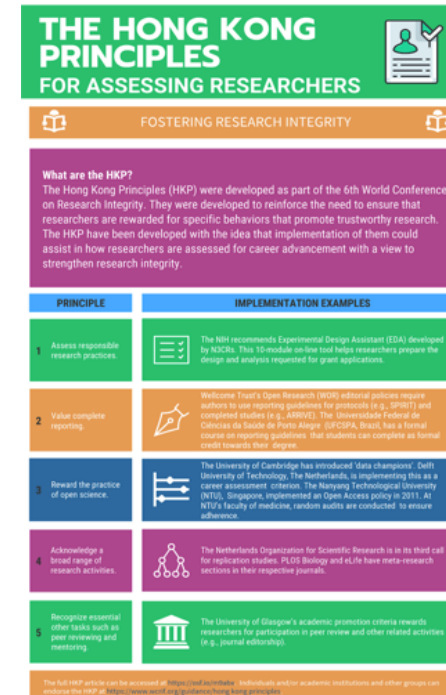 THE HONG KONG
PRINCIPLES
FOR ASSESSING RESEARCHERS
FOSTERING RESEARCH INTEGRITY
What are the HKP?
The Hong Kong Principles (HKP) were developed as part of the 6th World Conference
on Research Integrity. They were developed to reinforce the need to ensure that
researchers are rewarded for specific behaviors that promote trustworthy research.
The HKP have been developed with the idea that implementation of them could
assist in how researchers are assessed for career advancement with a view to
strengthen research integrity.
PRINCIPLE
IMPLEMENTATION EXAMPLES
1
Assess responsible
research practices.
The NIH recommends Experimental Design Assistant (EDA) developed
by N3CRs. This 10-module on-line tool helps researchers prepare the
design and analysis requested for grant applications.
2
Value complete
reporting.
Wellcome Trust's Open Research (WOR) editorial policies require
authors to use reporting guidelines for protocols (e.g., SPIRIT) and
completed studies (e.g., ARRIVE). The Universidade Federal de
Ciências da Saúde de Porto Alegre (UFCSPA, Brazil, has a formal
course on reporting guidelines that students can complete as formal
credit towards their degree.
3
Reward the practice
of open science.
The University of Cambridge has introduced 'data champions'. Delft
University of Technology, The Netherlands, is implementing this as a
career assessment criterion. The Nanyang Technological University
(NTU), Singapore, implemented an Open Access policy in 2011. At
NTU's faculty of medicine, random audits are conducted to ensure
adherence.
4
Acknowledge a
broad range of
research activities.
The Netherlands Organization for Scientific Research is in its third call
for replication studies. PLOS Biology and eLife have meta-research
sections in their respective journals.
5
Recognize essential
other tasks such as
peer reviewing and
mentoring.
The University of Glasgow's academic promotion criteria rewards
researchers for participation in peer review and other related activities
(e.g., journal editorship).
The full HKP article can be accessed at Individuals and/or academic institutions and other groups can
endorse the HKP at https://www.wcrif.org/guidance/hong-kong-principles